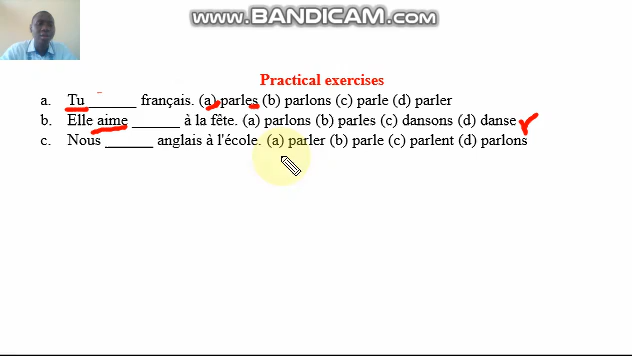 WWW.BANDICAM.COM
Practical exercises
a. Tu ______ français. (a) parles (b) parlons (c) parle (d) parler
b. Elle aime ______ à la fête. (a) parlons (b) parles (c) dansons (d) danse
c. Nous ______ anglais à l'école. (a) parler (b) parle (c) parlent (d) parlons